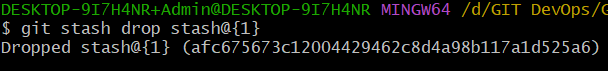 DESKTOP-9I7H4NR+Admin@DESKTOP-9I7H4NR MINGW64 /d/GIT DevOps/G
$ git stash drop stash@{1}
Dropped stash@{1} (afc675673c12004429462c8d4a98b117a1d525a6)